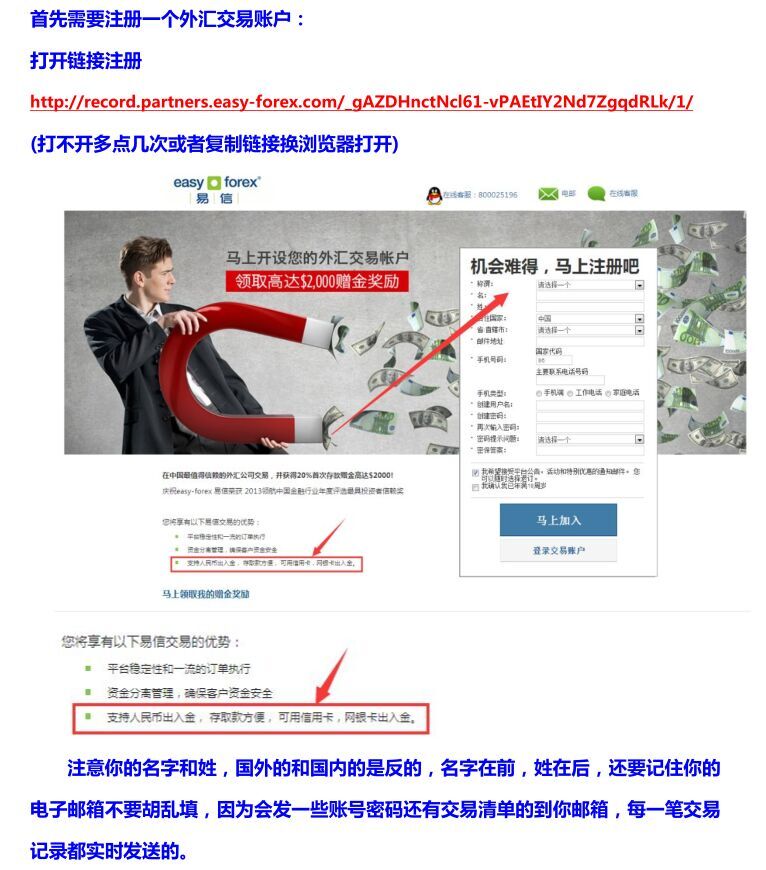 首先需要注册一个外汇交易账户：
打开链接注册
http://record.partners.easy-forex.com/_gAZDHnctNcl61-vPAEtIY2Nd7ZgqdRLk/1/
(打不开多点几次或者复制链接换浏览器打开)
easy forex®
易 信
在线客服：800025196
电邮
在线客服
马上开设您的外汇交易帐户
领取高达$2,000赠金奖励
机会难得，马上注册吧
* 称谓： 请选择一个
* 名：
* 姓：
居住国家： 中国
* 省 直辖市： 请选择一个
* 邮件地址
国家代码
* 手机号码： 86
主要联系电话号码
手机类型： 手机端 工作电话 家庭电话
* 创建用户名：
* 创建密码：
* 再次输入密码：
* 密码提示问题： 请选择一个
* 密保答案：
我希望接受平台公告、活动和特别优惠的通知邮件。您
可以随时选择退订。
我确认我已年满18周岁
马上加入
登录交易账户
在中国最值得信赖的外汇公司交易，并获得20%首次存款赠金高达$2000!
庆祝easy-forex 易信荣获 2013领航中国金融行业年度评选最具投资者信赖奖
您将享有以下易信交易的优势：
平台稳定性和一流的订单执行
资金分离管理，确保客户资金安全
支持人民币出入金，存取款方便，可用信用卡，网银卡出入金。
马上领取我的赠金奖励
您将享有以下易信交易的优势：
平台稳定性和一流的订单执行
资金分离管理，确保客户资金安全
支持人民币出入金，存取款方便，可用信用卡，网银卡出入金。
注意你的名字和姓，国外的和国内的是反的，名字在前，姓在后，还要记住你的
电子邮箱不要胡乱填，因为会发一些账号密码还有交易清单的到你邮箱，每一笔交易
记录都实时发送的。